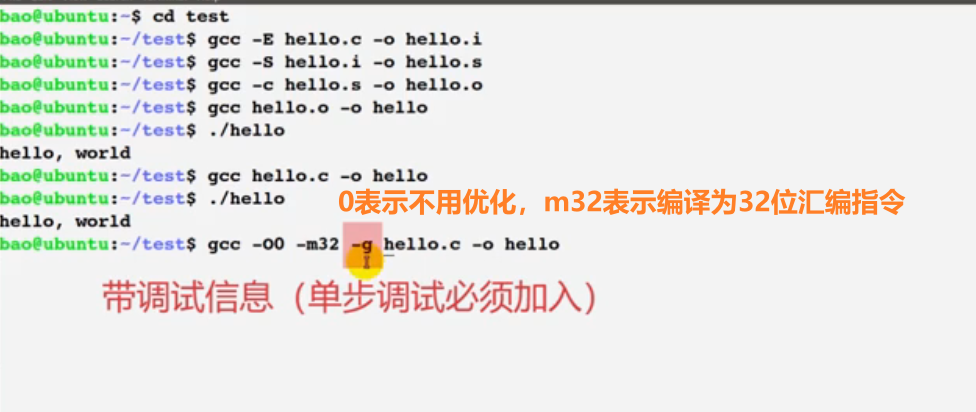 bao@ubuntu:~$ cd test
bao@ubuntu:~/test$ gcc -E hello.c -o hello.i
bao@ubuntu:~/test$ gcc -S hello.i -o hello.s
bao@ubuntu:~/test$ gcc -c hello.s -o hello.o
bao@ubuntu:~/test$ gcc hello.o -o hello
bao@ubuntu:~/test$ ./hello
hello, world
bao@ubuntu:~/test$ gcc hello.c -o hello
bao@ubuntu:~/test$ ./hello
0表示不用优化，m32表示编译为32位汇编指令
hello, world
bao@ubuntu:~/test$ gcc -O0 -m32 -g hello.c -o hello
带调试信息（单步调试必须加入）